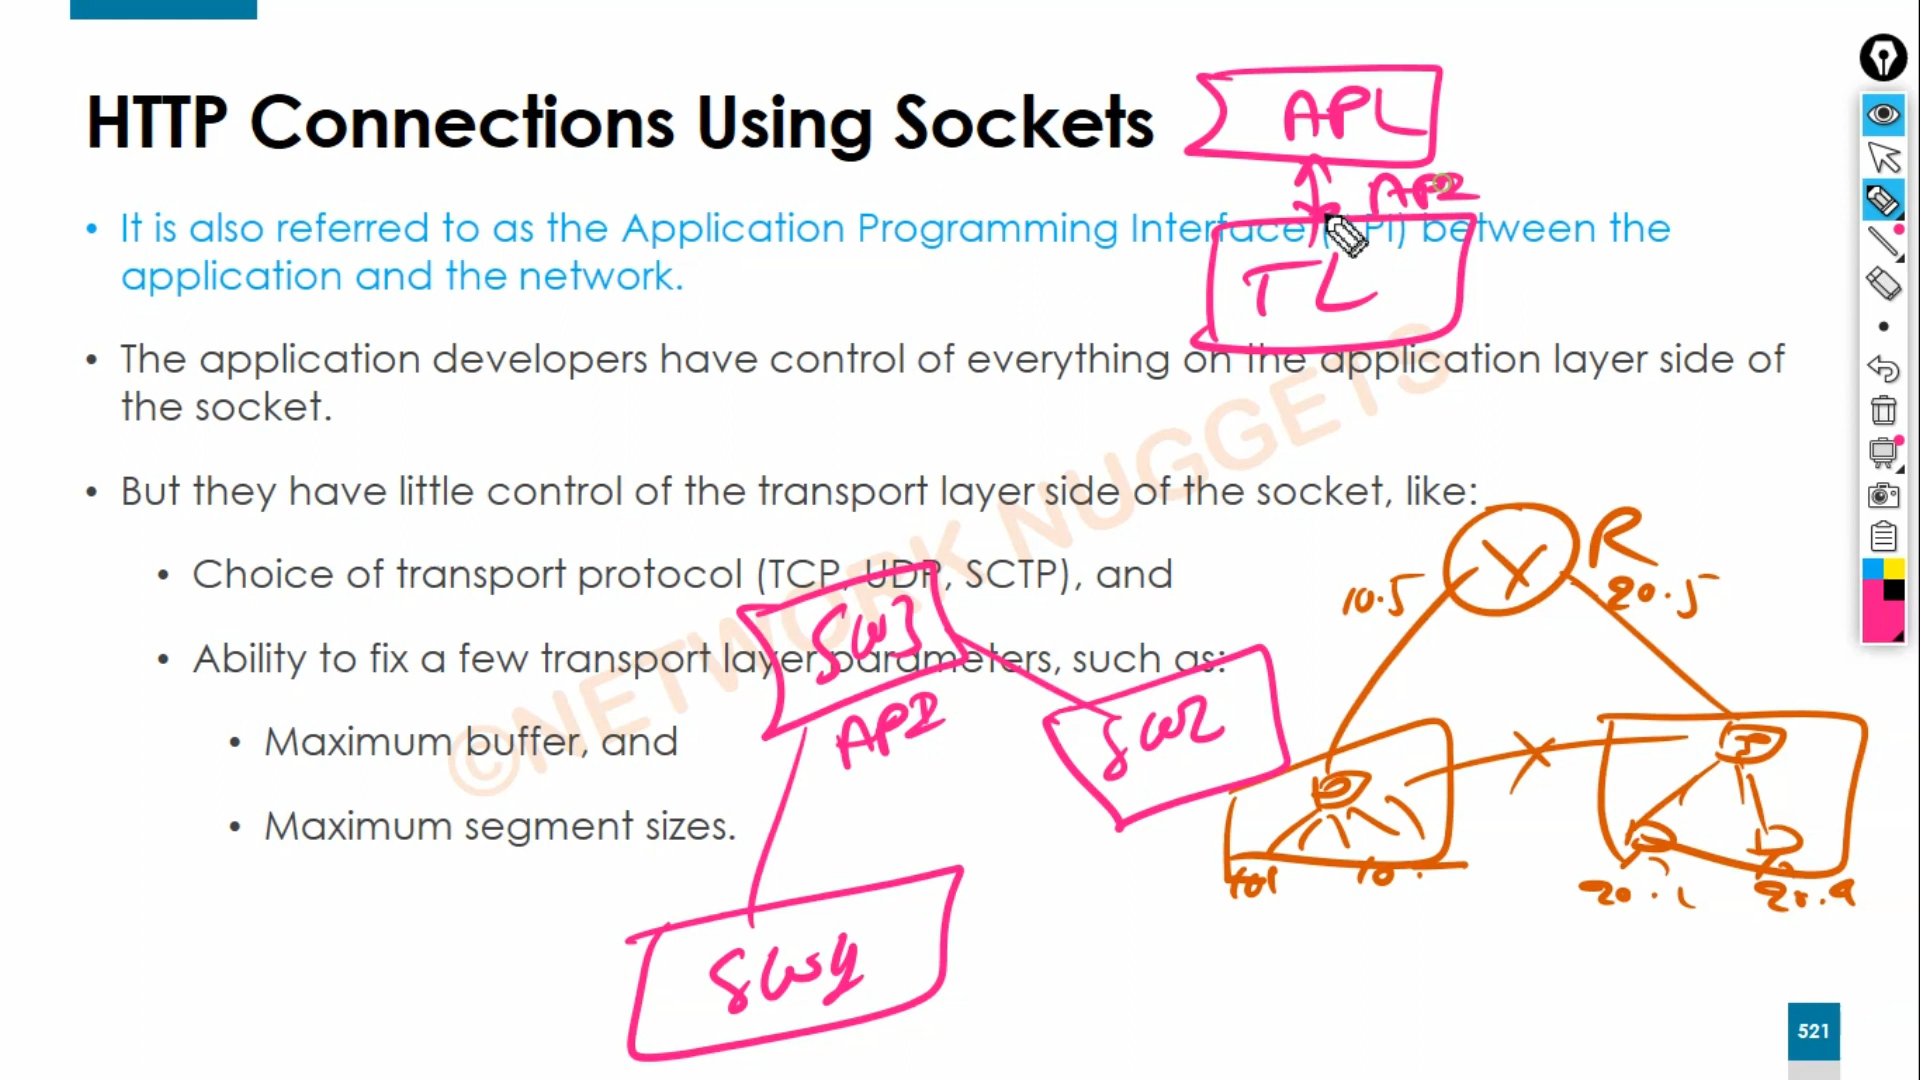 HTTP Connections Using Sockets
APL
API
• It is also referred to as the Application Programming Interface (API) between the
application and the network.
TL
• The application developers have control of everything on the application layer side of
the socket.
• But they have little control of the transport layer side of the socket, like:
• Choice of transport protocol (TCP, UDP, SCTP), and
• Ability to fix a few transport layer parameters, such as:
• Maximum buffer, and
• Maximum segment sizes.
©NETWORK NUGGETS
R
10.5
20.5
SW3
API
SW2
20.1
521